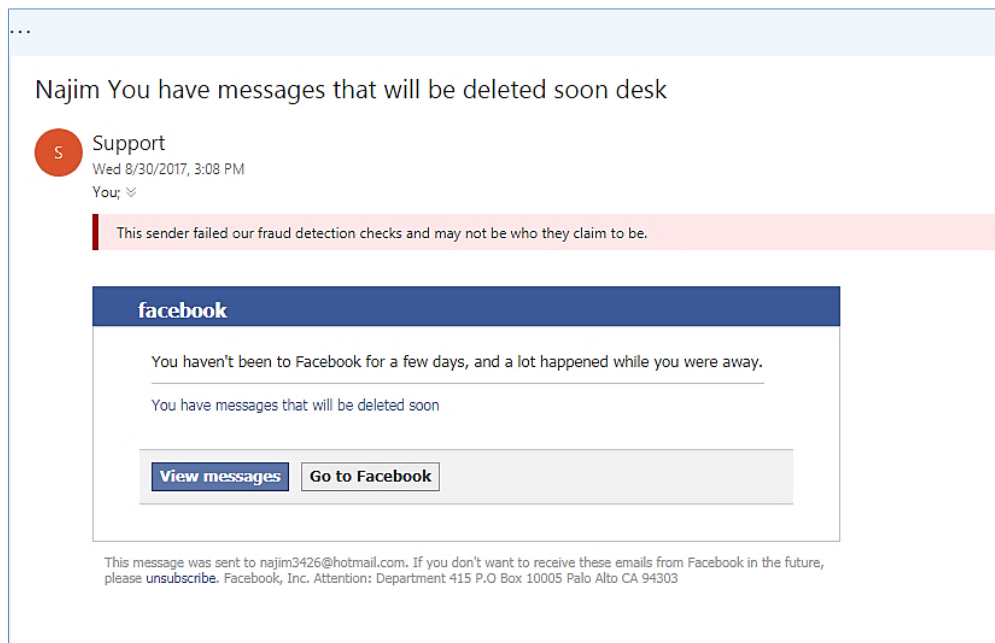 ...
Najim You have messages that will be deleted soon desk
S
Support
Wed 8/30/2017, 3:08 PM
You;
This sender failed our fraud detection checks and may not be who they claim to be.
facebook
You haven't been to Facebook for a few days, and a lot happened while you were away.
You have messages that will be deleted soon
View messages Go to Facebook
This message was sent to najim3426@hotmail.com. If you don't want to receive these emails from Facebook in the future,
please unsubscribe. Facebook, Inc. Attention: Department 415 P.O Box 10005 Palo Alto CA 94303